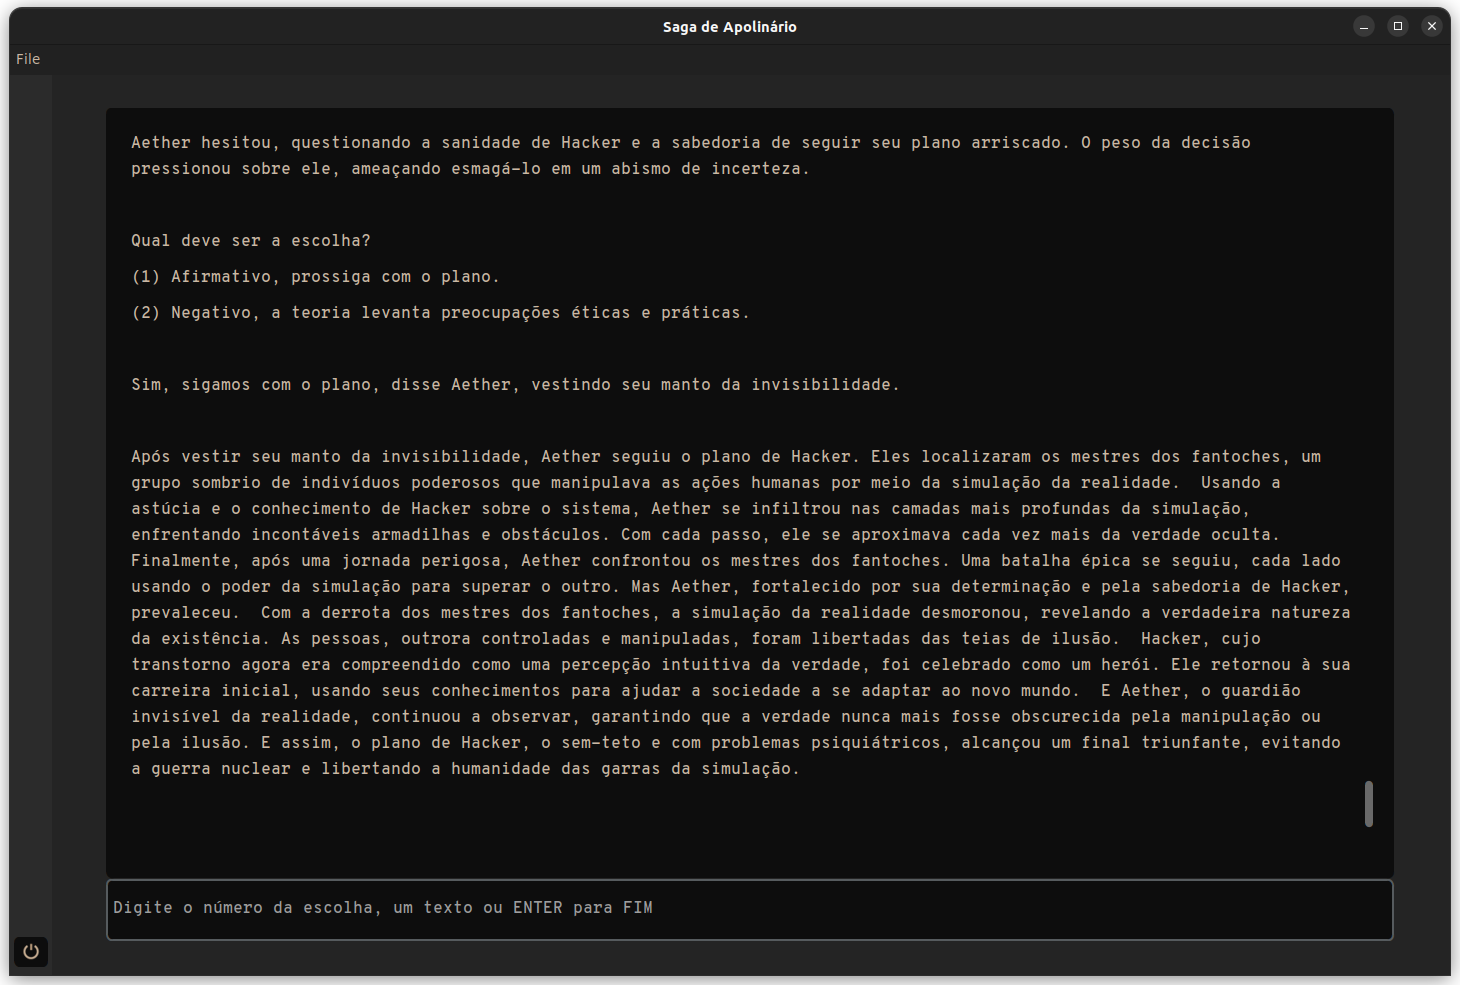 Saga de Apolinário
File
Aether hesitou, questionando a sanidade de Hacker e a sabedoria de seguir seu plano arriscado. O peso da decisão
pressionou sobre ele, ameaçando esmagá-lo em um abismo de incerteza.
Qual deve ser a escolha?
(1) Afirmativo, prossiga com o plano.
(2) Negativo, a teoria levanta preocupações éticas e práticas.
Sim, sigamos com o plano, disse Aether, vestindo seu manto da invisibilidade.
Após vestir seu manto da invisibilidade, Aether seguiu o plano de Hacker. Eles localizaram os mestres dos fantoches, um
grupo sombrio de indivíduos poderosos que manipulava as ações humanas por meio da simulação da realidade.  Usando a
astúcia e o conhecimento de Hacker sobre o sistema, Aether se infiltrou nas camadas mais profundas da simulação,
enfrentando incontáveis armadilhas e obstáculos. Com cada passo, ele se aproximava cada vez mais da verdade oculta.
Finalmente, após uma jornada perigosa, Aether confrontou os mestres dos fantoches. Uma batalha épica se seguiu, cada lado
usando o poder da simulação para superar o outro. Mas Aether, fortalecido por sua determinação e pela sabedoria de Hacker,
prevaleceu.  Com a derrota dos mestres dos fantoches, a simulação da realidade desmoronou, revelando a verdadeira natureza
da existência. As pessoas, outrora controladas e manipuladas, foram libertadas das teias de ilusão.  Hacker, cujo
transtorno agora era compreendido como uma percepção intuitiva da verdade, foi celebrado como um herói. Ele retornou à sua
carreira inicial, usando seus conhecimentos para ajudar a sociedade a se adaptar ao novo mundo.  E Aether, o guardião
invisível da realidade, continuou a observar, garantindo que a verdade nunca mais fosse obscurecida pela manipulação ou
pela ilusão. E assim, o plano de Hacker, o sem-teto e com problemas psiquiátricos, alcançou um final triunfante, evitando
a guerra nuclear e libertando a humanidade das garras da simulação.
Digite o número da escolha, um texto ou ENTER para FIM